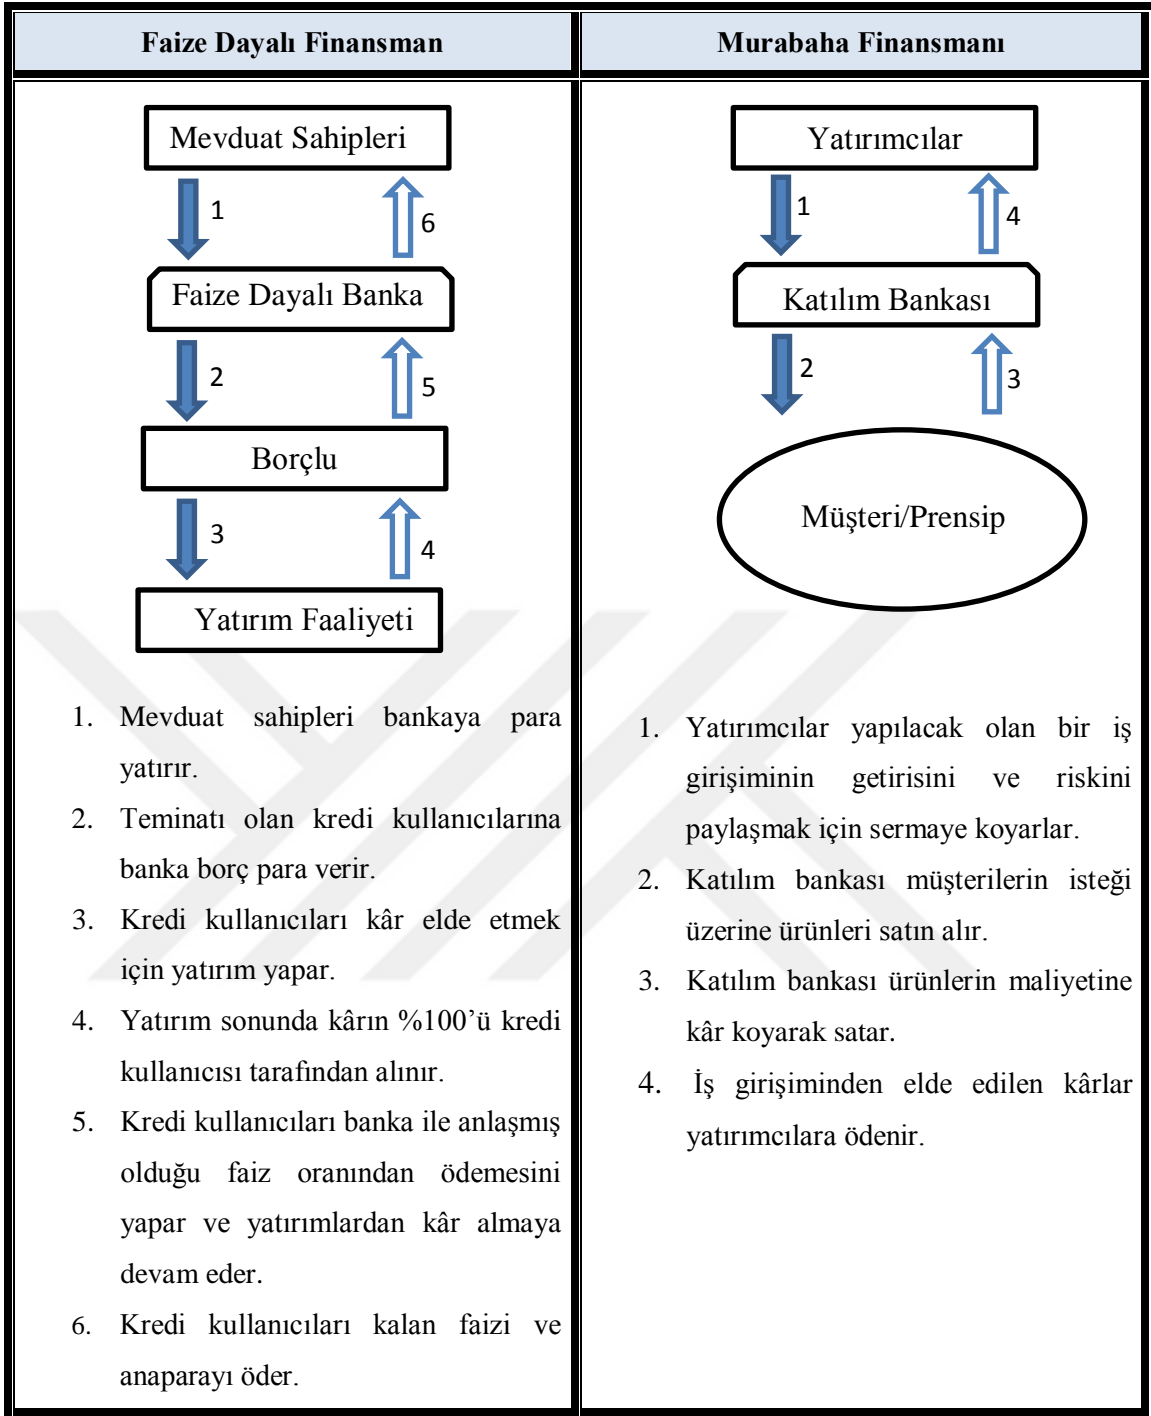 Faize Dayalı Finansman
Mevduat Sahipleri
1
6
Faize Dayalı Banka
2
5
Borçlu
3
4
Yatırım Faaliyeti
1. Mevduat sahipleri bankaya para
yatırır.
2. Teminatı olan kredi kullanıcılarına
banka borç para verir.
3. Kredi kullanıcıları kâr elde etmek
için yatırım yapar.
4. Yatırım sonunda kârın %100’ü kredi
kullanıcısı tarafından alınır.
5. Kredi kullanıcıları banka ile anlaşmış
olduğu faiz oranından ödemesini
yapar ve yatırımlardan kâr almaya
devam eder.
6. Kredi kullanıcıları kalan faizi ve
anaparayı öder.
Murabaha Finansmanı
Yatırımcılar
1
4
Katılım Bankası
2
3
Müşteri/Prensip
1. Yatırımcılar yapılacak olan bir iş
girişiminin getirisini ve riskini
paylaşmak için sermaye koyarlar.
2. Katılım bankası müşterilerin isteği
üzerine ürünleri satın alır.
3. Katılım bankası ürünlerin maliyetine
kâr koyarak satar.
4. İş girişiminden elde edilen kârlar
yatırımcılara ödenir.